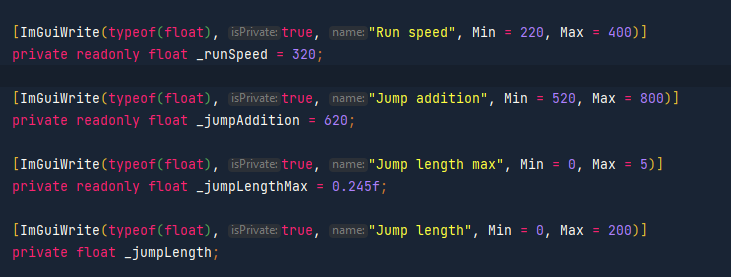 [ImGuiWrite(typeof(float), isPrivate: true, name: "Run speed", Min = 220, Max = 400)]
private readonly float _runSpeed = 320;
[ImGuiWrite(typeof(float), isPrivate: true, name: "Jump addition", Min = 520, Max = 800)]
private readonly float _jumpAddition = 620;
[ImGuiWrite(typeof(float), isPrivate: true, name: "Jump length max", Min = 0, Max = 5)]
private readonly float _jumpLengthMax = 0.245f;
[ImGuiWrite(typeof(float), isPrivate: true, name: "Jump length", Min = 0, Max = 200)]
private float _jumpLength;